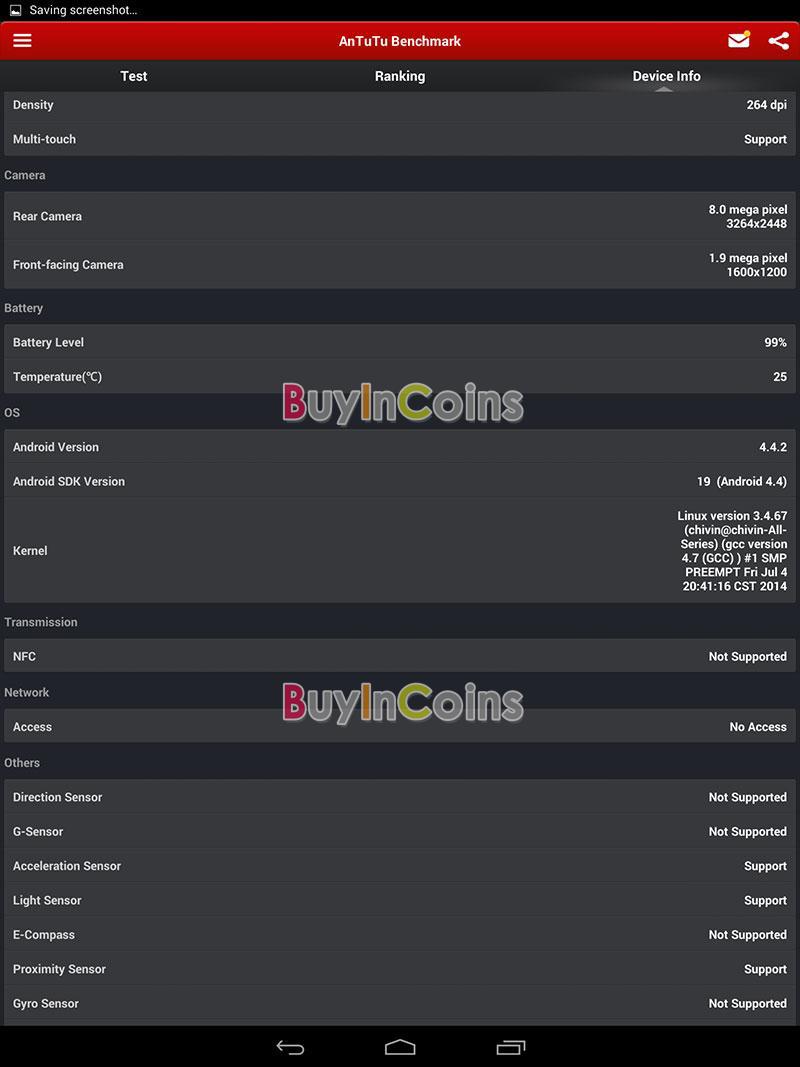 Saving screenshot...
AnTuTu Benchmark
Test Ranking Device Info
Density 264 dpi
Multi-touch Support
Camera
Rear Camera 8.0 mega pixel
3264x2448
Front-facing Camera 1.9 mega pixel
1600x1200
Battery
Battery Level 99%
Temperature(℃) 25
BuyInCoins
OS
Android Version 4.4.2
Android SDK Version 19 (Android 4.4)
Kernel Linux version 3.4.67
(chivin@chivin-All-
Series) (gcc version
4.7 (GCC) ) #1 SMP
PREEMPT Fri Jul 4
20:41:16 CST 2014
Transmission
NFC Not Supported
Network
BuyInCoins
Access No Access
Others
Direction Sensor Not Supported
G-Sensor Not Supported
Acceleration Sensor Support
Light Sensor Support
E-Compass Not Supported
Proximity Sensor Support
Gyro Sensor Not Supported